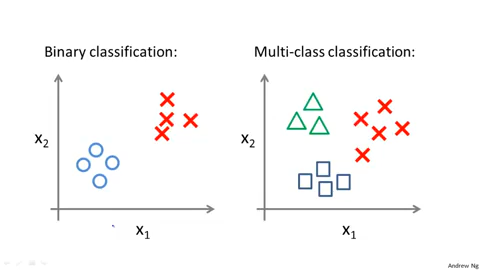 Binary classification:
x2
x1
Multi-class classification:
x2
x1
Andrew Ng